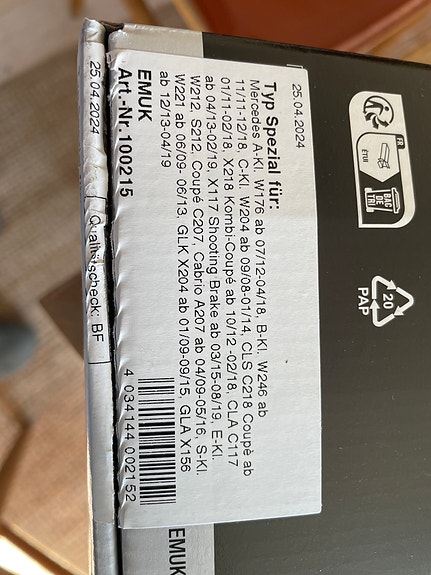 25.04.2024
Typ Spezial für:
Mercedes A-Kl. W176 ab 07/12-04/18, B-Kl. W246 ab
11/11-12/18, C-Kl. W204 ab 09/08-01/14, CLS C218 Coupè ab
01/11-02/18, X218 Kombi-Coupé ab 10/12 -02/18, CLA C117
ab 04/13-02/19, X117 Shooting Brake ab 03/15-08/19, E-Kl.
W212, S212, Coupé C207, Cabrio A207 ab 04/09-05/16, S-Kl.
W221 ab 06/09- 06/13, GLK X204 ab 01/09-09/15, GLA X156
ab 12/13-04/19
EMUK
Art.-Nr. 100215
4 034144 002152
25.04.2024
Qualitätscheck: BF
EMUK
FR
ÉTUI
BAC
DE
TRI
20
PAP